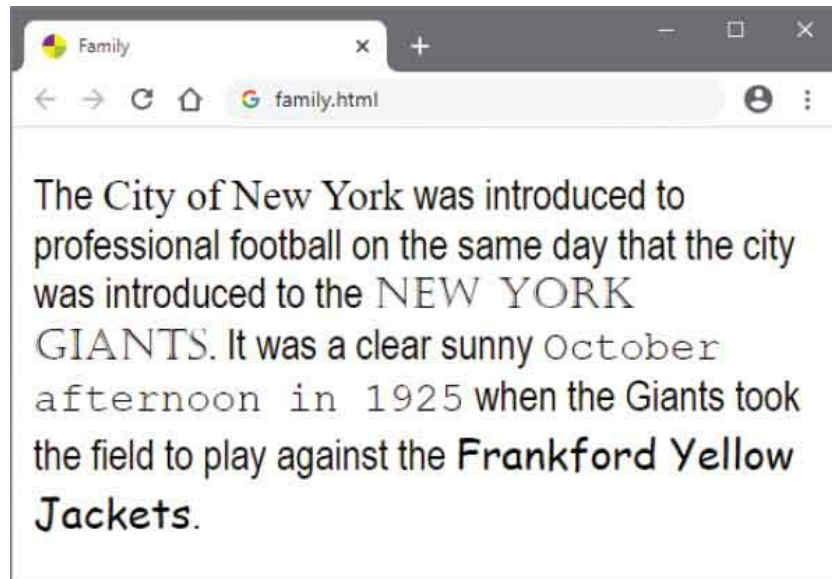 Family
family.html
The City of New York was introduced to
professional football on the same day that the city
was introduced to the NEW YORK
GIANTS. It was a clear sunny October
afternoon in 1925 when the Giants took
the field to play against the Frankford Yellow
Jackets.